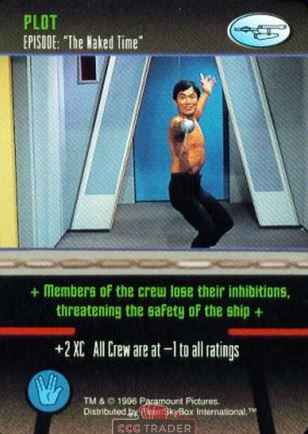 PLOT
EPISODE: "The Naked Time"
+ Members of the crew lose their inhibitions,
threatening the safety of the ship +
+2 XC All Crew are at −1 to all ratings
TM & © 1996 Paramount Pictures.
Distributed by Fleer/SkyBox International.™
CCG TRADER